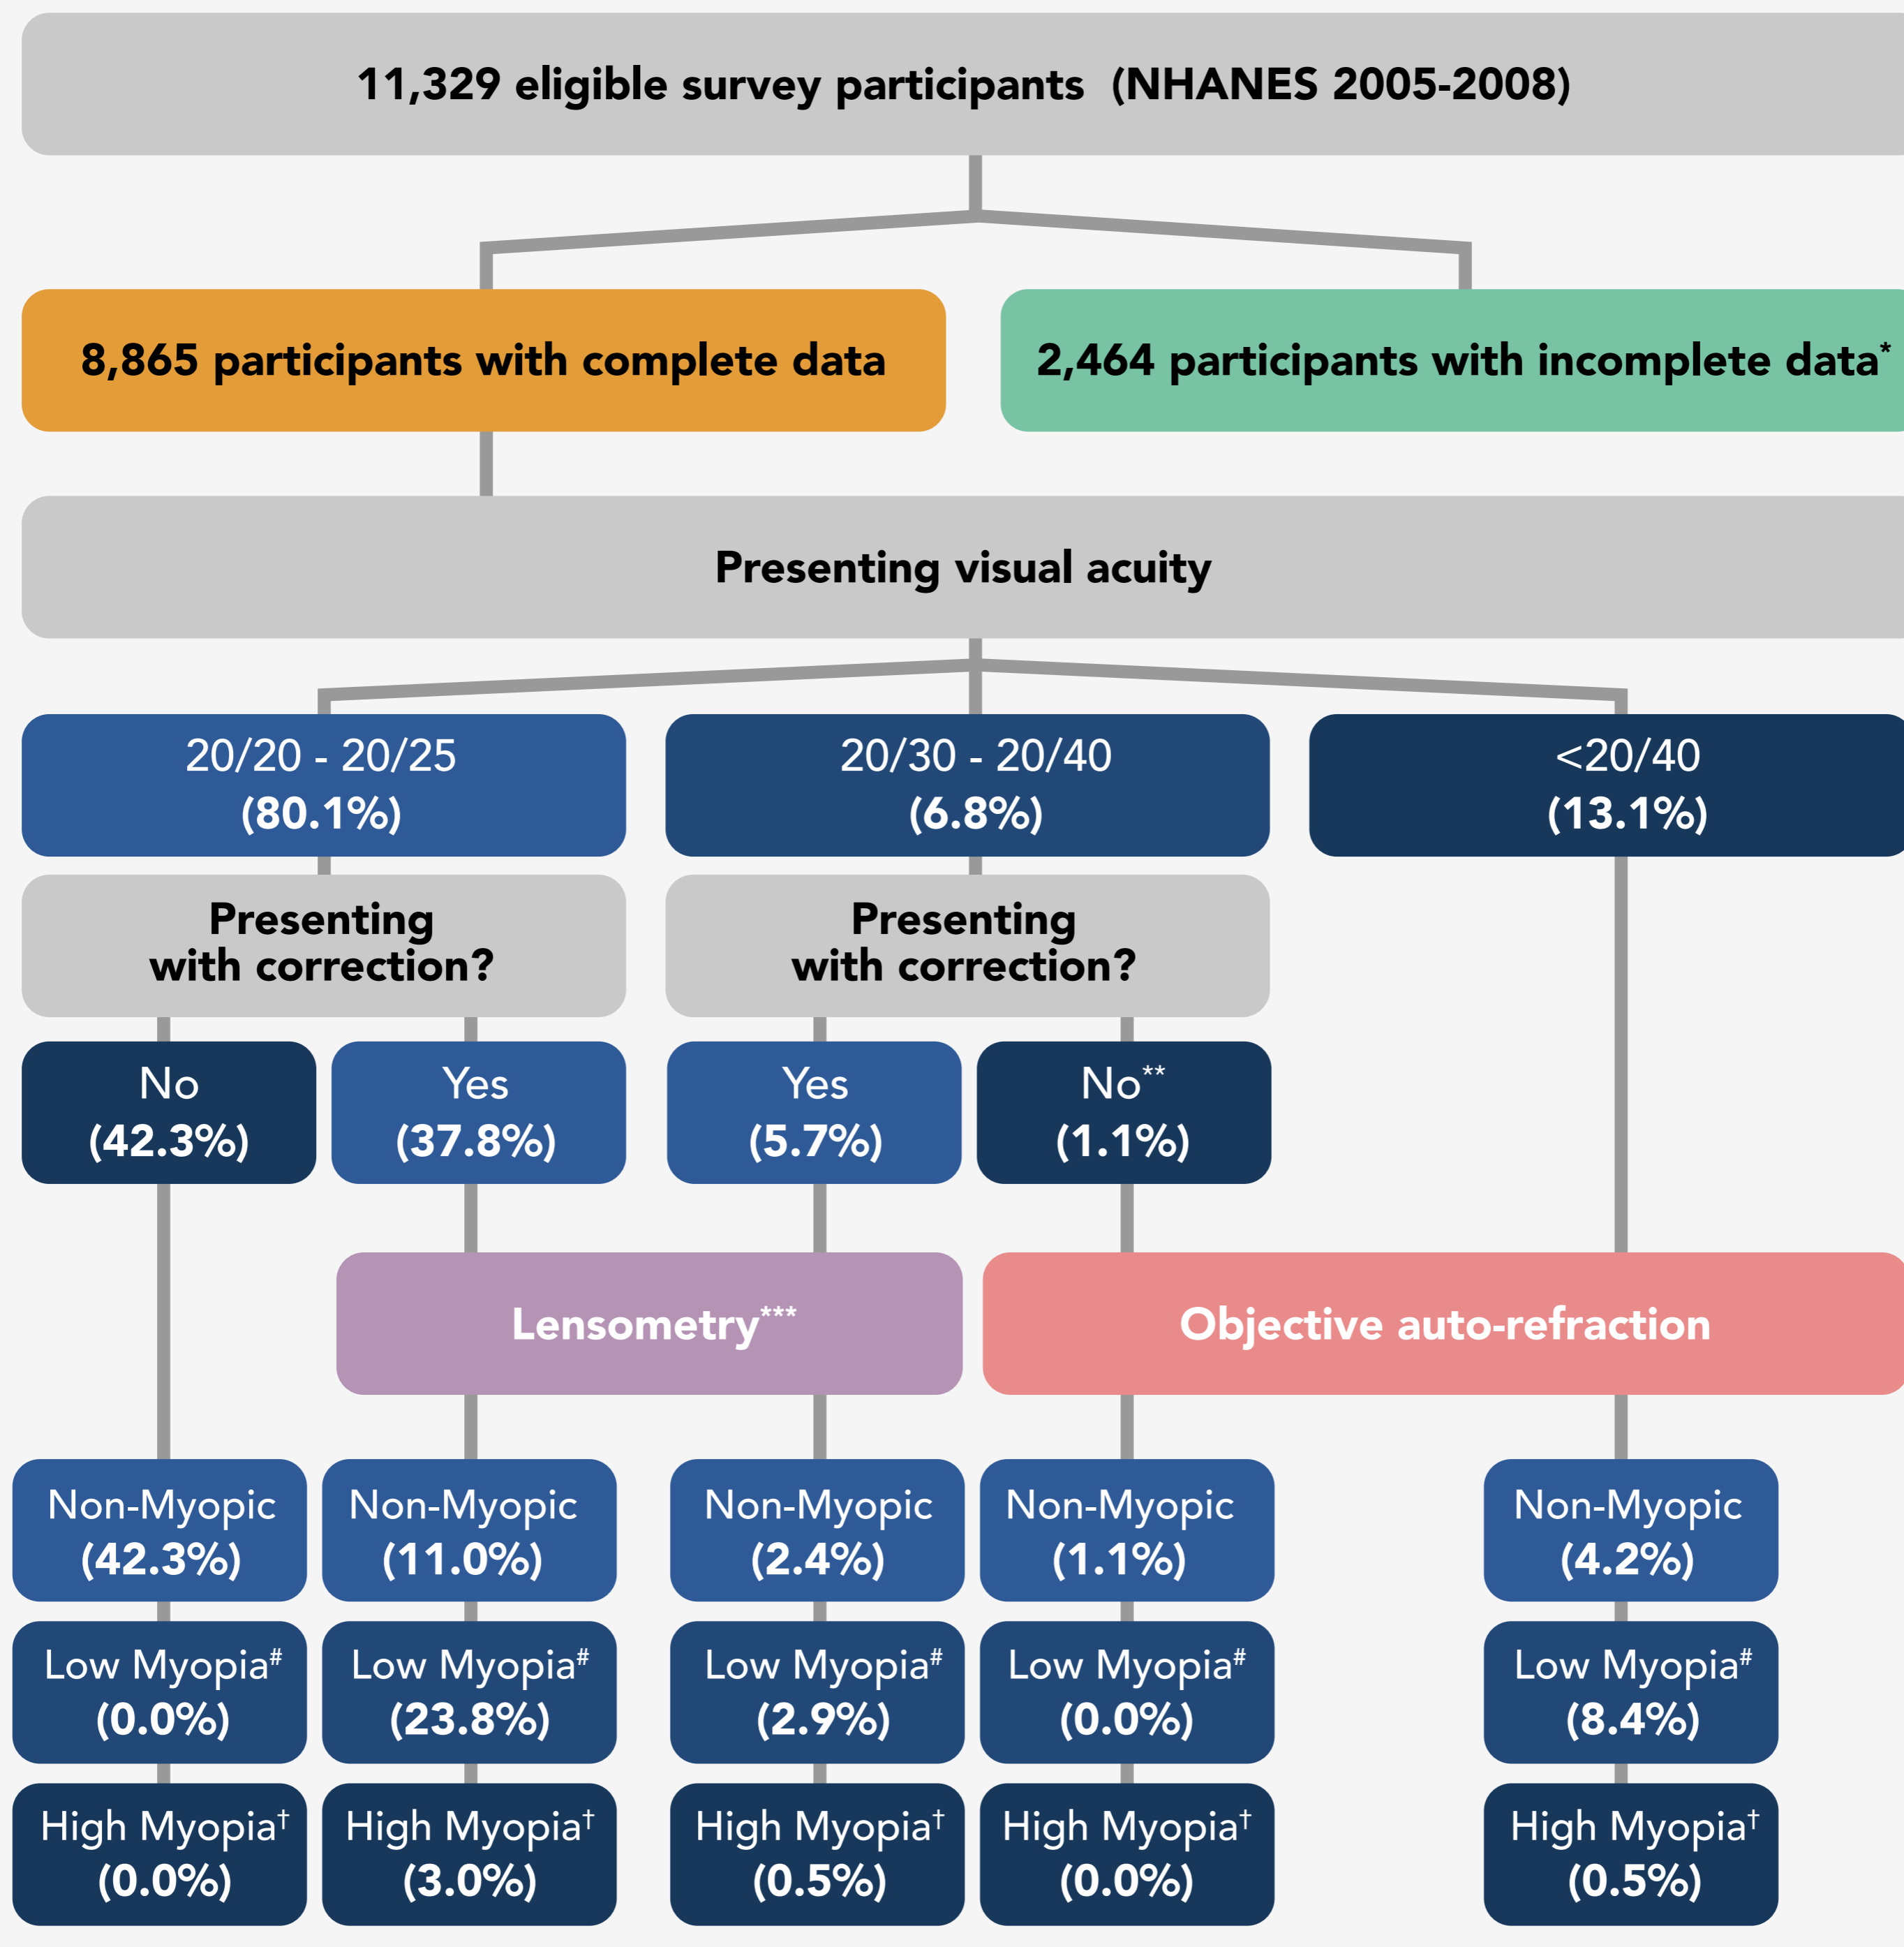 11,329 eligible survey participants  (NHANES 2005-2008)
8,865 participants with complete data
2,464 participants with incomplete data*
Presenting visual acuity
20/20 - 20/25
(80.1%)
20/30 - 20/40
(6.8%)
<20/40
(13.1%)
Presenting
with correction?
Presenting
with correction?
No
(42.3%)
Yes
(37.8%)
Yes
(5.7%)
No**
(1.1%)
Lensometry***
Objective auto-refraction
Non-Myopic
(42.3%)
Non-Myopic
(11.0%)
Non-Myopic
(2.4%)
Non-Myopic
(1.1%)
Non-Myopic
(4.2%)
Low Myopia#
(0.0%)
Low Myopia#
(23.8%)
Low Myopia#
(2.9%)
Low Myopia#
(0.0%)
Low Myopia#
(8.4%)
High Myopia†
(0.0%)
High Myopia†
(3.0%)
High Myopia†
(0.5%)
High Myopia†
(0.0%)
High Myopia†
(0.5%)